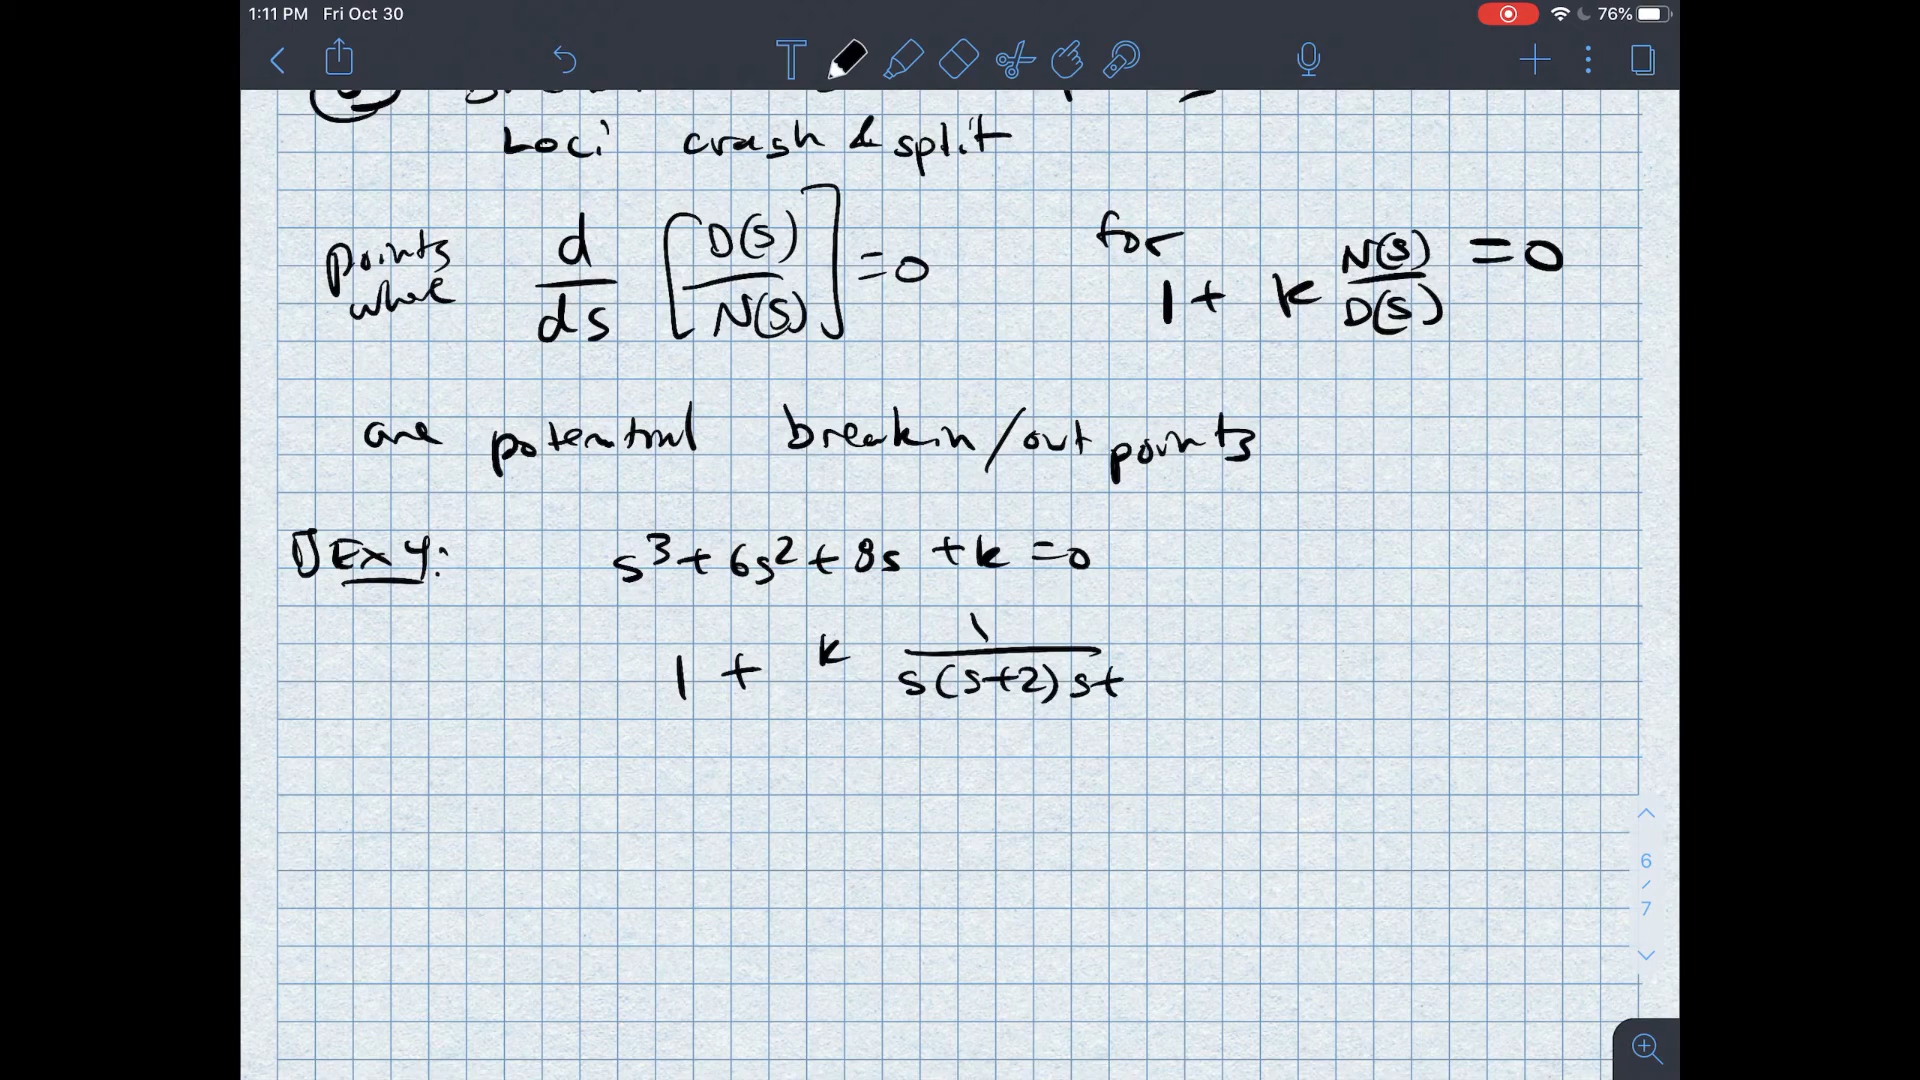 1:11 PM Fri Oct 30
76%
Loci crash & split
points where d/ds [D(s)/N(s)] = 0 for 1 + k N(s)/D(s) = 0
are potential breakin/out points
Ex 4: s³ + 6s² + 8s + k = 0
1 + k 1/s(s+2)s+
6
7